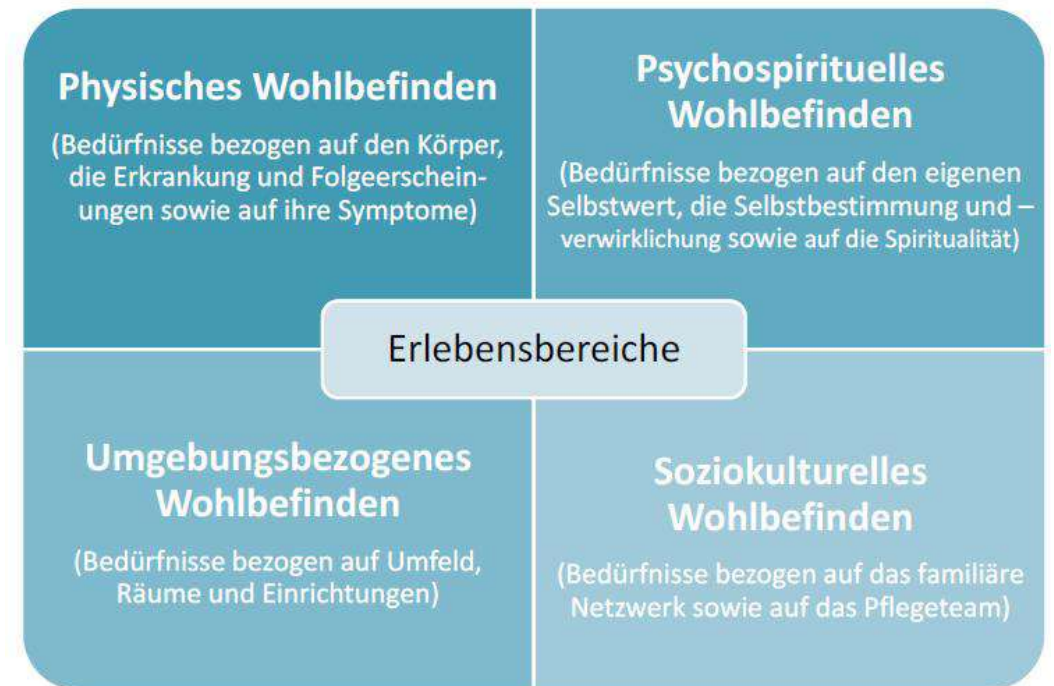 Physisches Wohlbefinden
(Bedürfnisse bezogen auf den Körper,
die Erkrankung und Folgeerschein-
ungen sowie auf ihre Symptome)
Psychospirituelles
Wohlbefinden
(Bedürfnisse bezogen auf den eigenen
Selbstwert, die Selbstbestimmung und –
verwirklichung sowie auf die Spiritualität)
Erlebensbereiche
Umgebungsbezogenes
Wohlbefinden
(Bedürfnisse bezogen auf Umfeld,
Räume und Einrichtungen)
Soziokulturelles
Wohlbefinden
(Bedürfnisse bezogen auf das familiäre
Netzwerk sowie auf das Pflegeteam)